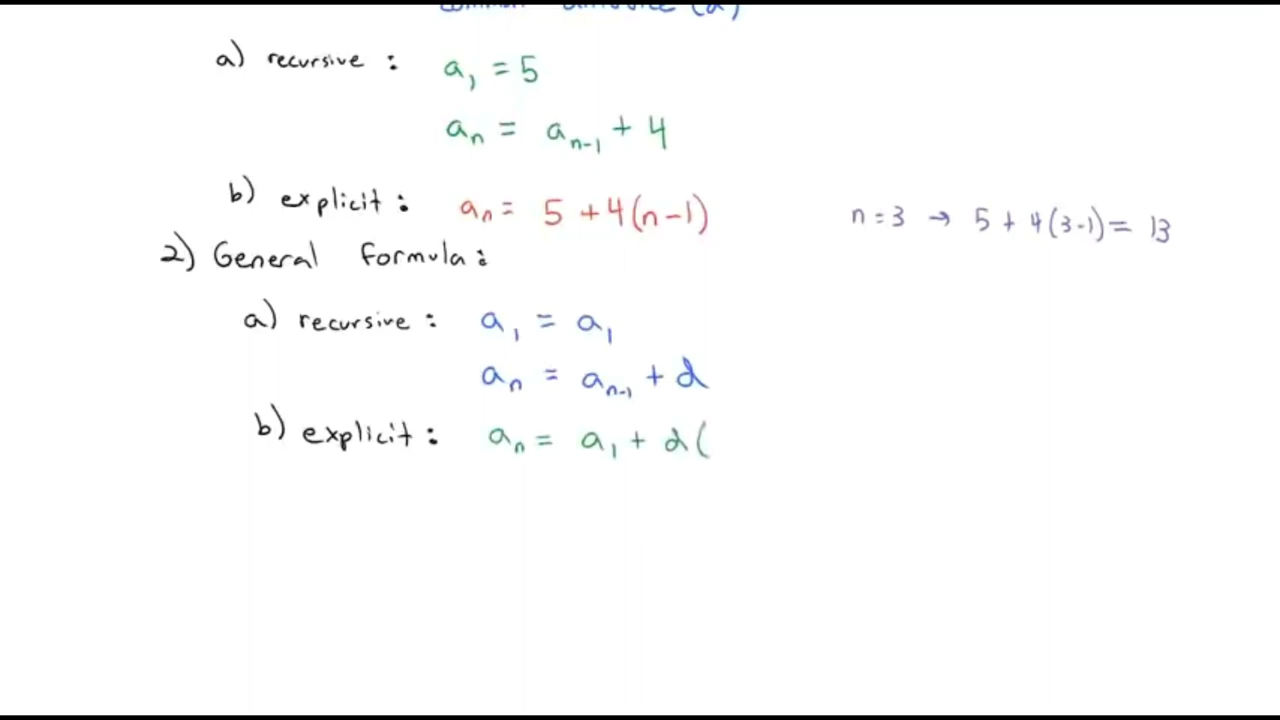 a) recursive : a₁ = 5
aₙ = aₙ₋₁ + 4
b) explicit : aₙ = 5 + 4(n-1) n = 3 → 5 + 4(3-1) = 13
2) General formula :
a) recursive : a₁ = a₁
aₙ = aₙ₋₁ + d
b) explicit : aₙ = a₁ + d(